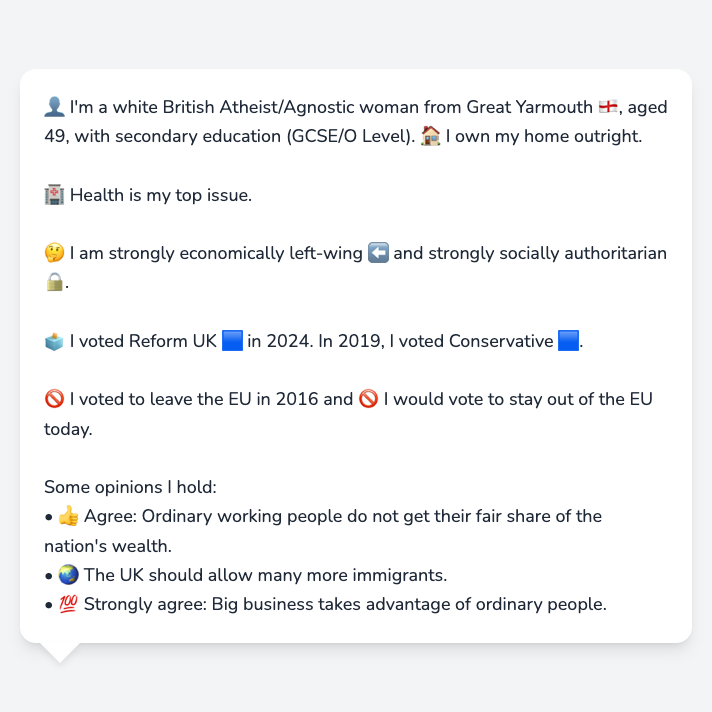 👤 I'm a white British Atheist/Agnostic woman from Great Yarmouth 🏴󠁧󠁢󠁥󠁮󠁧󠁿, aged
49, with secondary education (GCSE/O Level). 🏠 I own my home outright.
🏥 Health is my top issue.
🤔 I am strongly economically left-wing ⬅️ and strongly socially authoritarian
🔒.
🗳️ I voted Reform UK 🟦 in 2024. In 2019, I voted Conservative 🟦.
🚫 I voted to leave the EU in 2016 and 🚫 I would vote to stay out of the EU
today.
Some opinions I hold:
• 👍 Agree: Ordinary working people do not get their fair share of the
nation's wealth.
• 🌏 The UK should allow many more immigrants.
• 💯 Strongly agree: Big business takes advantage of ordinary people.